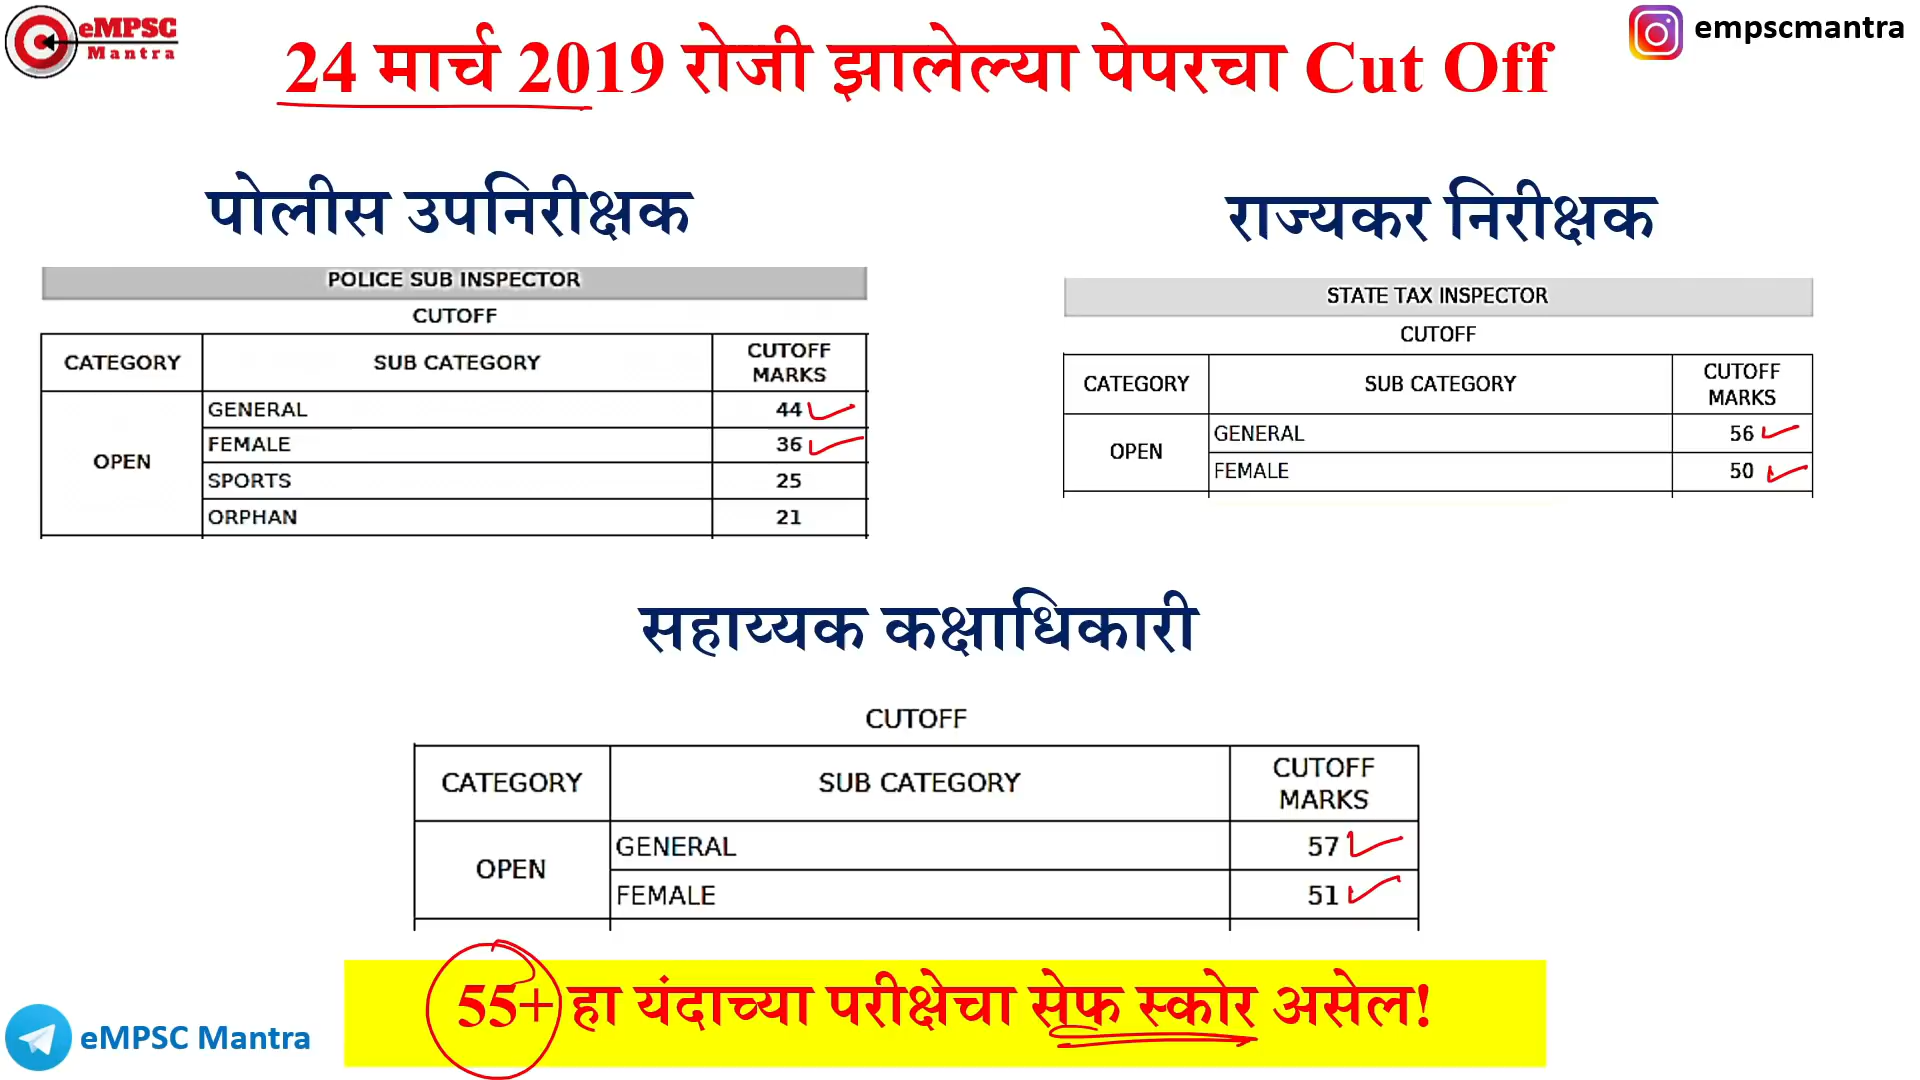 eMPSC
Mantra
empscmantra
24 मार्च 2019 रोजी झालेल्या पेपरचा Cut Off
पोलीस उपनिरीक्षक
POLICE SUB INSPECTOR
CUTOFF
CATEGORY SUB CATEGORY CUTOFF MARKS
OPEN
GENERAL 44
FEMALE 36
SPORTS 25
ORPHAN 21
राज्यकर निरीक्षक
STATE TAX INSPECTOR
CUTOFF
CATEGORY SUB CATEGORY CUTOFF MARKS
OPEN
GENERAL 56
FEMALE 50
सहाय्यक कक्षाधिकारी
CUTOFF
CATEGORY SUB CATEGORY CUTOFF MARKS
OPEN
GENERAL 57
FEMALE 51
55+ हा यंदाच्या परीक्षेचा सेफ स्कोर असेल!
eMPSC Mantra